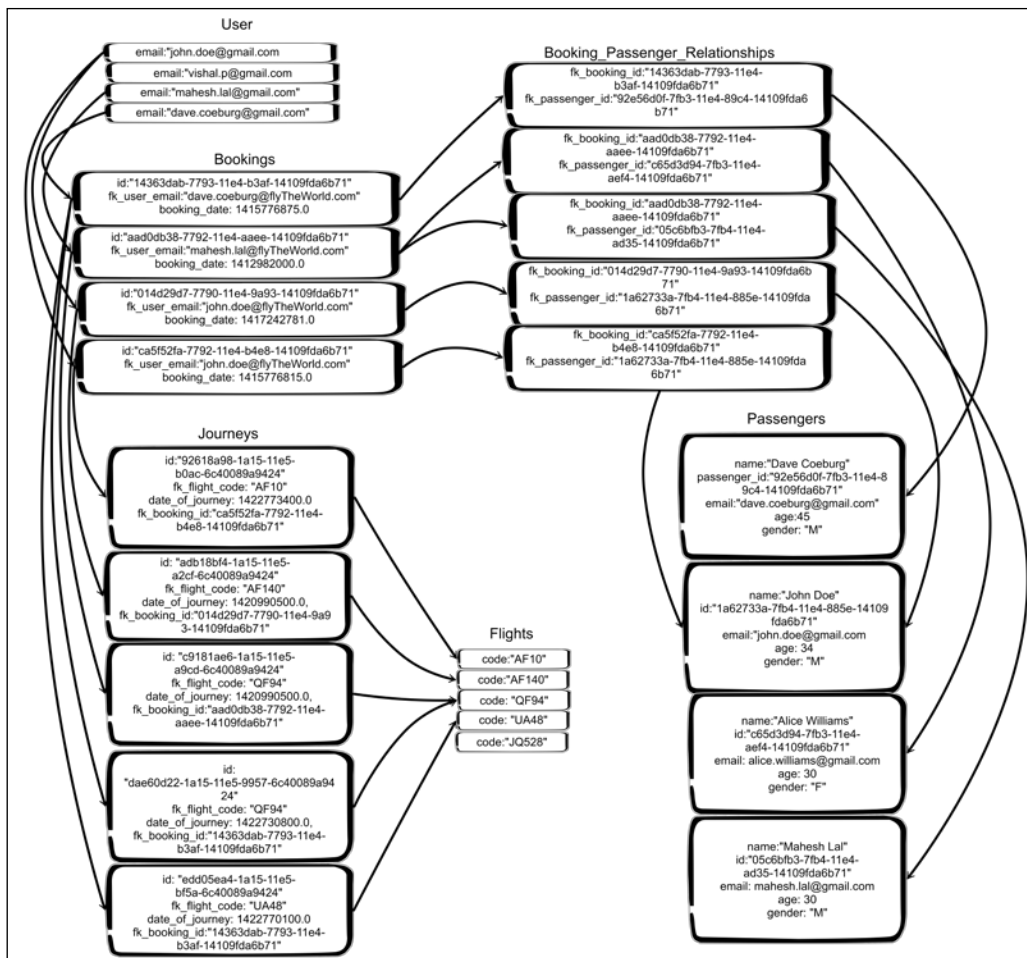 User
email:"john.doe@gmail.com
email:"vishal.p@gmail.com
email:"mahesh.lal@gmail.com"
email:"dave.coeburg@gmail.com"
Bookings
id:"14363dab-7793-11e4-b3af-14109fda6b71"
fk_user_email:"dave.coeburg@flyTheWorld.com"
booking_date: 1415776875.0
id:"aad0db38-7792-11e4-aaee-14109fda6b71"
fk_user_email:"mahesh.lal@flyTheWorld.com"
booking_date: 1412982000.0
id:"014d29d7-7790-11e4-9a93-14109fda6b71"
fk_user_email:"john.doe@flyTheWorld.com"
booking_date: 1417242781.0
id:"ca5f52fa-7792-11e4-b4e8-14109fda6b71"
fk_user_email:"john.doe@flyTheWorld.com"
booking_date: 1415776815.0
Booking_Passenger_Relationships
fk_booking_id:"14363dab-7793-11e4-
b3af-14109fda6b71"
fk_passenger_id:"92e56d0f-7fb3-11e4-89c4-14109fda6
b71"
fk_booking_id:"aad0db38-7792-11e4-
aaee-14109fda6b71"
fk_passenger_id:"c65d3d94-7fb3-11e4-
aef4-14109fda6b71"
fk_booking_id:"aad0db38-7792-11e4-
aaee-14109fda6b71"
fk_passenger_id:"05c6bfb3-7fb4-11e4-
ad35-14109fda6b71"
fk_booking_id:"014d29d7-7790-11e4-9a93-14109fda6b
71"
fk_passenger_id:"1a62733a-7fb4-11e4-885e-14109fda
6b71"
fk_booking_id:"ca5f52fa-7792-11e4-
b4e8-14109fda6b71"
fk_passenger_id:"1a62733a-7fb4-11e4-885e-14109fda
6b71"
Journeys
id:"92618a98-1a15-11e5-
b0ac-6c40089a9424"
fk_flight_code: "AF10"
date_of_journey: 1422773400.0
fk_booking_id:"ca5f52fa-7792-11e4-
b4e8-14109fda6b71"
id: "adb18bf4-1a15-11e5-
a2cf-6c40089a9424"
fk_flight_code: "AF140"
date_of_journey: 1420990500.0,
fk_booking_id:"014d29d7-7790-11e4-9a9
3-14109fda6b71"
id: "c9181ae6-1a15-11e5-
a9cd-6c40089a9424"
fk_flight_code: "QF94"
date_of_journey: 1420990500.0,
fk_booking_id:"aad0db38-7792-11e4-
aaee-14109fda6b71"
id:
"dae60d22-1a15-11e5-9957-6c40089a94
24"
fk_flight_code: "QF94"
date_of_journey: 1422730800.0,
fk_booking_id:"14363dab-7793-11e4-
b3af-14109fda6b71"
id: "edd05ea4-1a15-11e5-
bf5a-6c40089a9424"
fk_flight_code: "UA48"
date_of_journey: 1422770100.0
fk_booking_id:"14363dab-7793-11e4-
b3af-14109fda6b71"
Flights
code:"AF10"
code:"AF140"
code: "QF94"
code: "UA48"
code:"JQ528"
Passengers
name:"Dave Coeburg"
passenger_id:"92e56d0f-7fb3-11e4-8
9c4-14109fda6b71"
email:"dave.coeburg@gmail.com"
age:45
gender: "M"
name:"John Doe"
id:"1a62733a-7fb4-11e4-885e-14109
fda6b71"
email:"john.doe@gmail.com
age: 34
gender: "M"
name:"Alice Williams"
id:"c65d3d94-7fb3-11e4-
aef4-14109fda6b71"
email: alice.williams@gmail.com
age: 30
gender: "F"
name:"Mahesh Lal"
id:"05c6bfb3-7fb4-11e4-
ad35-14109fda6b71"
email: mahesh.lal@gmail.com
age: 30
gender: "M"